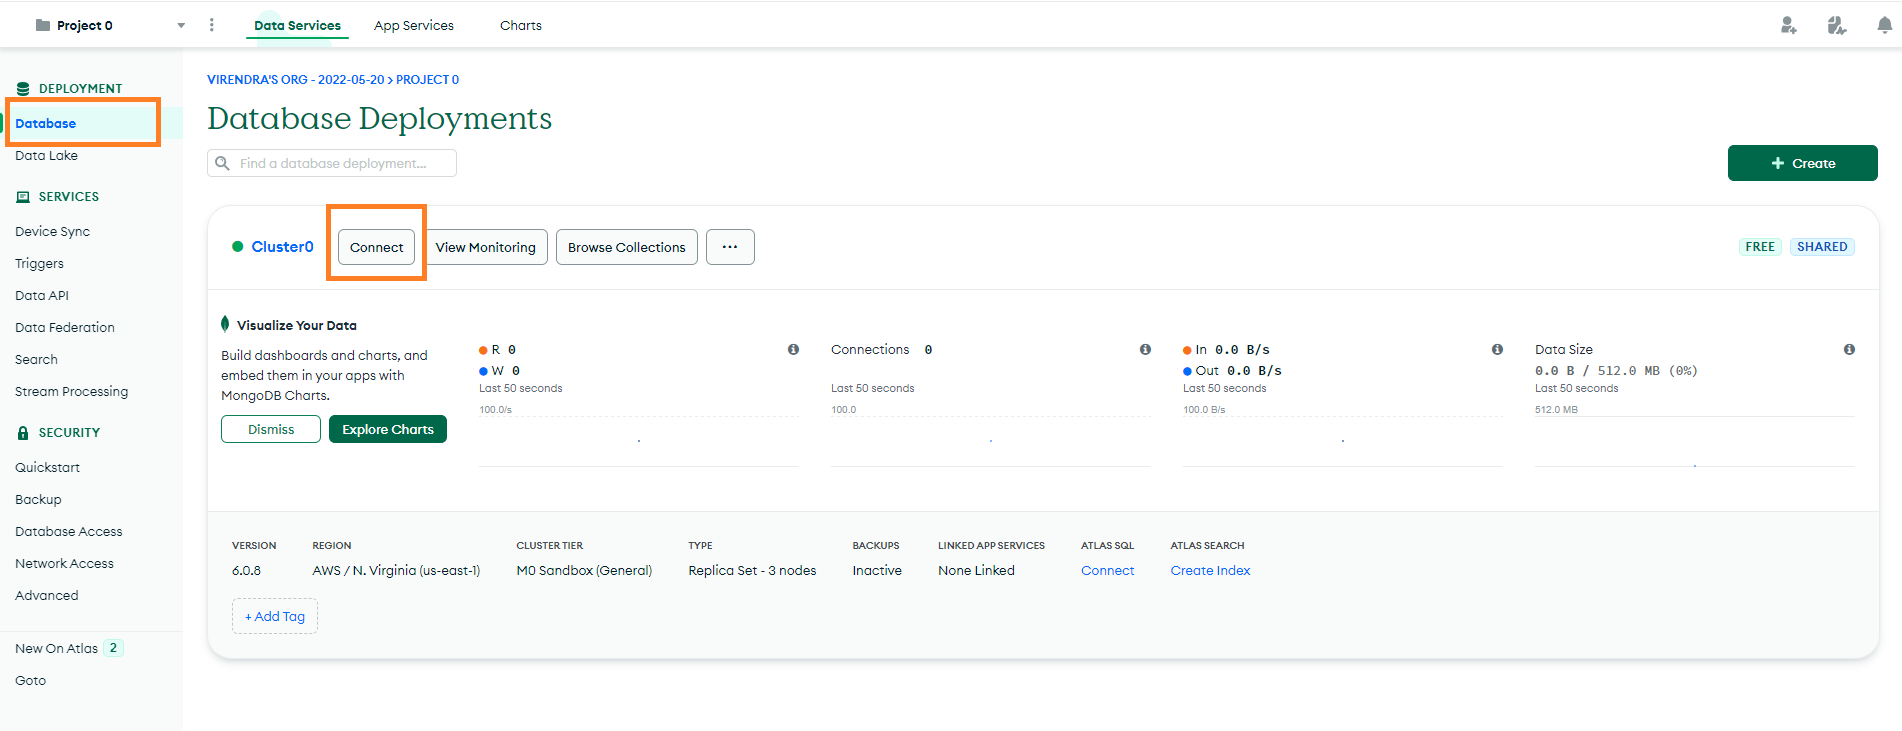 Project 0
Data Services
App Services
Charts
DEPLOYMENT
Database
Data Lake
SERVICES
Device Sync
Triggers
Data API
Data Federation
Search
Stream Processing
SECURITY
Quickstart
Backup
Database Access
Network Access
Advanced
New On Atlas 2
Goto
VIRENDRA'S ORG - 2022-05-20 > PROJECT 0
Database Deployments
Find a database deployment...
+ Create
Cluster0
Connect
View Monitoring
Browse Collections
...
FREE
SHARED
Visualize Your Data
Build dashboards and charts, and
embed them in your apps with
MongoDB Charts.
Dismiss
Explore Charts
R 0
W 0
Last 50 seconds
100.0/s
Connections 0
Last 50 seconds
100.0
In 0.0 B/s
Out 0.0 B/s
Last 50 seconds
100.0 B/s
Data Size
0.0 B / 512.0 MB (0%)
Last 50 seconds
512.0 MB
VERSION
6.0.8
REGION
AWS / N. Virginia (us-east-1)
CLUSTER TIER
M0 Sandbox (General)
TYPE
Replica Set - 3 nodes
BACKUPS
Inactive
LINKED APP SERVICES
None Linked
ATLAS SQL
Connect
ATLAS SEARCH
Create Index
+ Add Tag